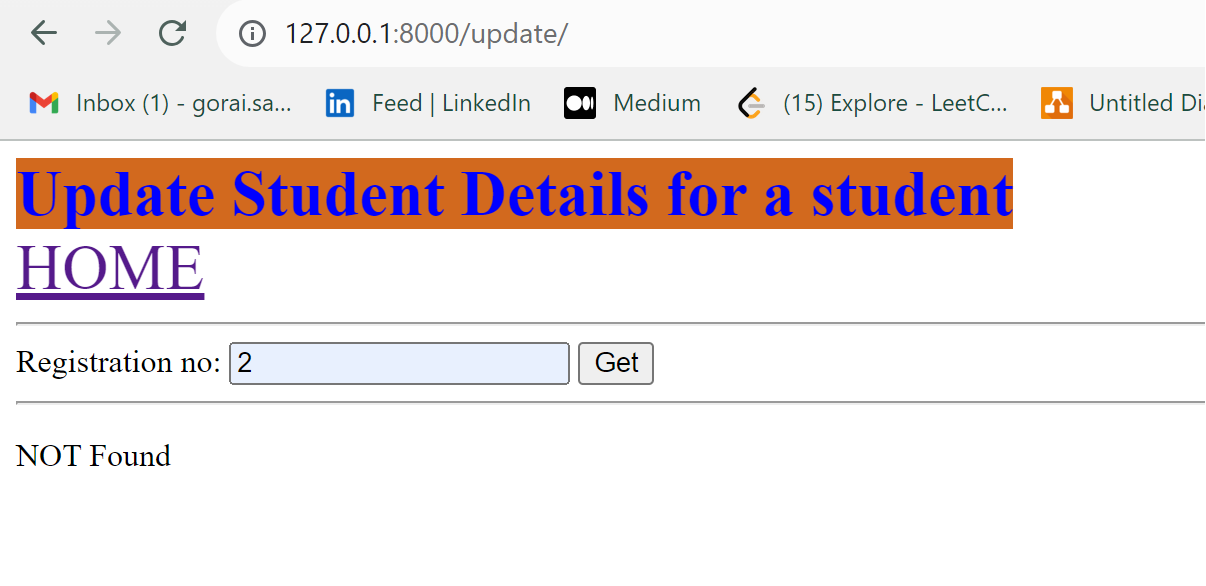 127.0.0.1:8000/update/
Inbox (1) - gorai.sa... Feed | LinkedIn Medium (15) Explore - LeetC... Untitled Di
Update Student Details for a student
HOME
Registration no: 2 Get
NOT Found